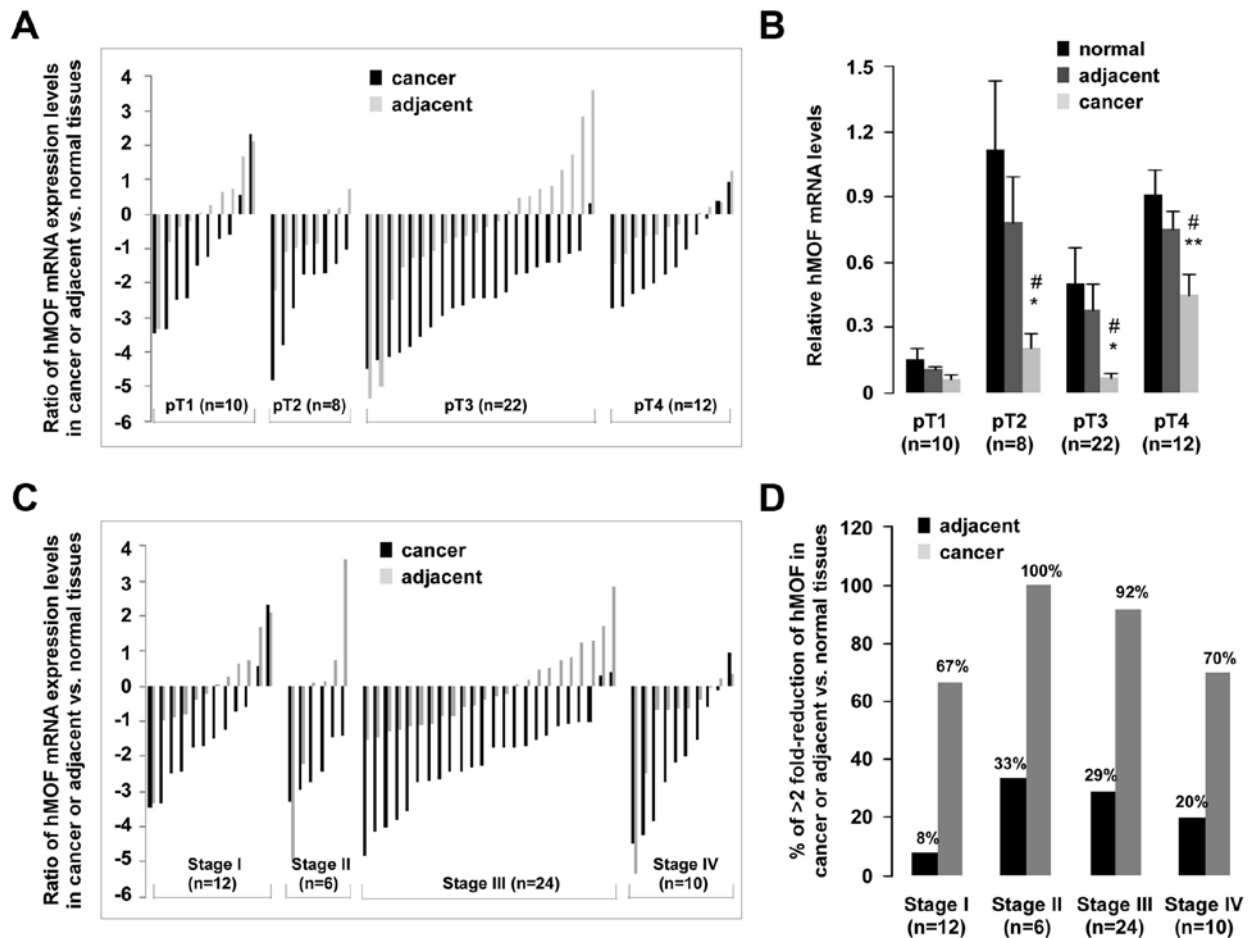 A
Ratio of hMOF mRNA expression levels
in cancer or adjacent vs. normal tissues
4
3
2
1
0
-1
-2
-3
-4
-5
-6
cancer
adjacent
pT1 (n=10)
pT2 (n=8)
pT3 (n=22)
pT4 (n=12)
B
Relative hMOF mRNA levels
normal
adjacent
cancer
1.5
1.2
0.9
0.6
0.3
0
#
*
#
*
#
**
pT1
(n=10)
pT2
(n=8)
pT3
(n=22)
pT4
(n=12)
C
Ratio of hMOF mRNA expression levels
in cancer or adjacent vs. normal tissues
4
3
2
1
0
-1
-2
-3
-4
-5
-6
cancer
adjacent
Stage I
(n=12)
Stage II
(n=6)
Stage III (n=24)
Stage IV
(n=10)
D
% of >2 fold-reduction of hMOF in
cancer or adjacent vs. normal tissues
adjacent
cancer
120
100
80
60
40
20
0
8%
67%
33%
100%
29%
92%
20%
70%
Stage I
(n=12)
Stage II
(n=6)
Stage III
(n=24)
Stage IV
(n=10)